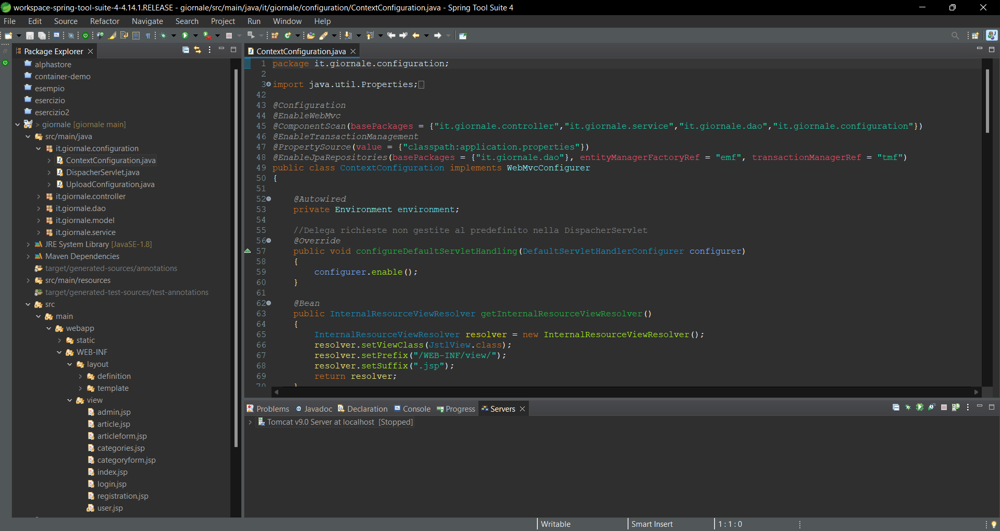 workspace-spring-tool-suite-4-4.14.1.RELEASE - giornale/src/main/java/it/giornale/configuration/ContextConfiguration.java - Spring Tool Suite 4
File Edit Source Refactor Navigate Search Project Run Window Help
Package Explorer
alphastore
container-demo
esempio
esercizio
esercizio2
> giornale [giornale main]
src/main/java
it.giornale.configuration
ContextConfiguration.java
DispacherServlet.java
UploadConfiguration.java
it.giornale.controller
it.giornale.dao
it.giornale.model
it.giornale.service
JRE System Library [JavaSE-1.8]
Maven Dependencies
target/generated-sources/annotations
src/main/resources
target/generated-test-sources/test-annotations
src
main
webapp
static
WEB-INF
layout
definition
template
view
admin.jsp
article.jsp
articleform.jsp
categories.jsp
categoryform.jsp
index.jsp
login.jsp
registration.jsp
user.jsp
ContextConfiguration.java
1 package it.giornale.configuration;
2
3 import java.util.Properties;
42
43 @Configuration
44 @EnableWebMvc
45 @ComponentScan(basePackages = {"it.giornale.controller","it.giornale.service","it.giornale.dao","it.giornale.configuration"})
46 @EnableTransactionManagement
47 @PropertySource(value = {"classpath:application.properties"})
48 @EnableJpaRepositories(basePackages = {"it.giornale.dao"}, entityManagerFactoryRef = "emf", transactionManagerRef = "tmf")
49 public class ContextConfiguration implements WebMvcConfigurer
50 {
51
52 @Autowired
53 private Environment environment;
54
55 //Delega richieste non gestite al predefinito nella DispacherServlet
56 @Override
57 public void configureDefaultServletHandling(DefaultServletHandlerConfigurer configurer)
58 {
59 configurer.enable();
60 }
61
62 @Bean
63 public InternalResourceViewResolver getInternalResourceViewResolver()
64 {
65 InternalResourceViewResolver resolver = new InternalResourceViewResolver();
66 resolver.setViewClass(JstlView.class);
67 resolver.setPrefix("/WEB-INF/view/");
68 resolver.setSuffix(".jsp");
69 return resolver;
70 }
Problems Javadoc Declaration Console Progress Servers
Tomcat v9.0 Server at localhost [Stopped]
Writable Smart Insert 1 : 1 : 0